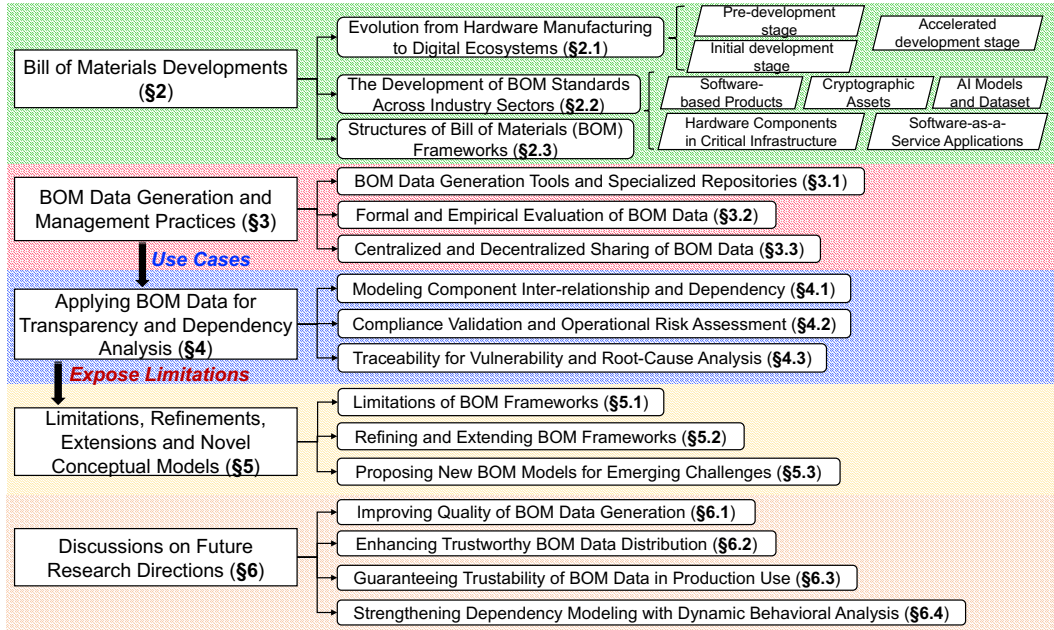 Bill of Materials Developments
(§2)
Evolution from Hardware Manufacturing
to Digital Ecosystems (§2.1)
Pre-development
stage
Initial development
stage
Accelerated
development stage
The Development of BOM Standards
Across Industry Sectors (§2.2)
Software-
based Products
Cryptographic
Assets
AI Models
and Dataset
Hardware Components
in Critical Infrastructure
Software-as-a-
Service Applications
Structures of Bill of Materials (BOM)
Frameworks (§2.3)
BOM Data Generation and
Management Practices (§3)
BOM Data Generation Tools and Specialized Repositories (§3.1)
Formal and Empirical Evaluation of BOM Data (§3.2)
Centralized and Decentralized Sharing of BOM Data (§3.3)
Use Cases
Applying BOM Data for
Transparency and Dependency
Analysis (§4)
Modeling Component Inter-relationship and Dependency (§4.1)
Compliance Validation and Operational Risk Assessment (§4.2)
Traceability for Vulnerability and Root-Cause Analysis (§4.3)
Expose Limitations
Limitations, Refinements,
Extensions and Novel
Conceptual Models (§5)
Limitations of BOM Frameworks (§5.1)
Refining and Extending BOM Frameworks (§5.2)
Proposing New BOM Models for Emerging Challenges (§5.3)
Discussions on Future
Research Directions (§6)
Improving Quality of BOM Data Generation (§6.1)
Enhancing Trustworthy BOM Data Distribution (§6.2)
Guaranteeing Trustability of BOM Data in Production Use (§6.3)
Strengthening Dependency Modeling with Dynamic Behavioral Analysis (§6.4)